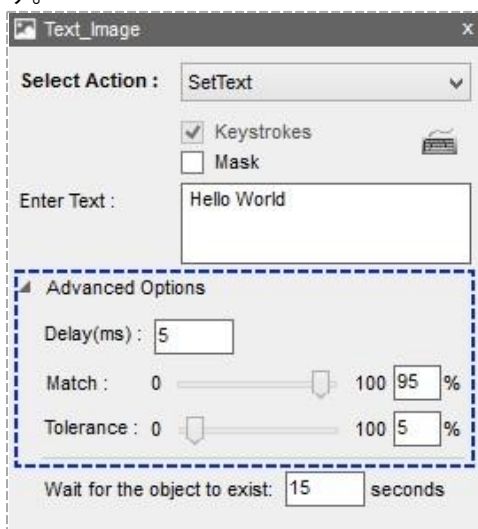 す。
Text_Image x
Select Action : SetText
Keystrokes
Mask
Enter Text : Hello World
Advanced Options
Delay(ms) : 5
Match : 0 100 95 %
Tolerance : 0 100 5 %
Wait for the object to exist: 15 seconds